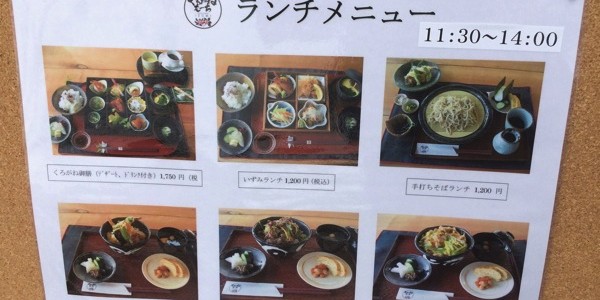 ランチメニュー
11:30～14:00
くろがね御膳（ﾃﾞｻﾞｰﾄ、ﾄﾞﾘﾝｸ付き）1,750 円（税
いずみランチ 1,200 円（税込）
手打ちそばランチ 1,200 円